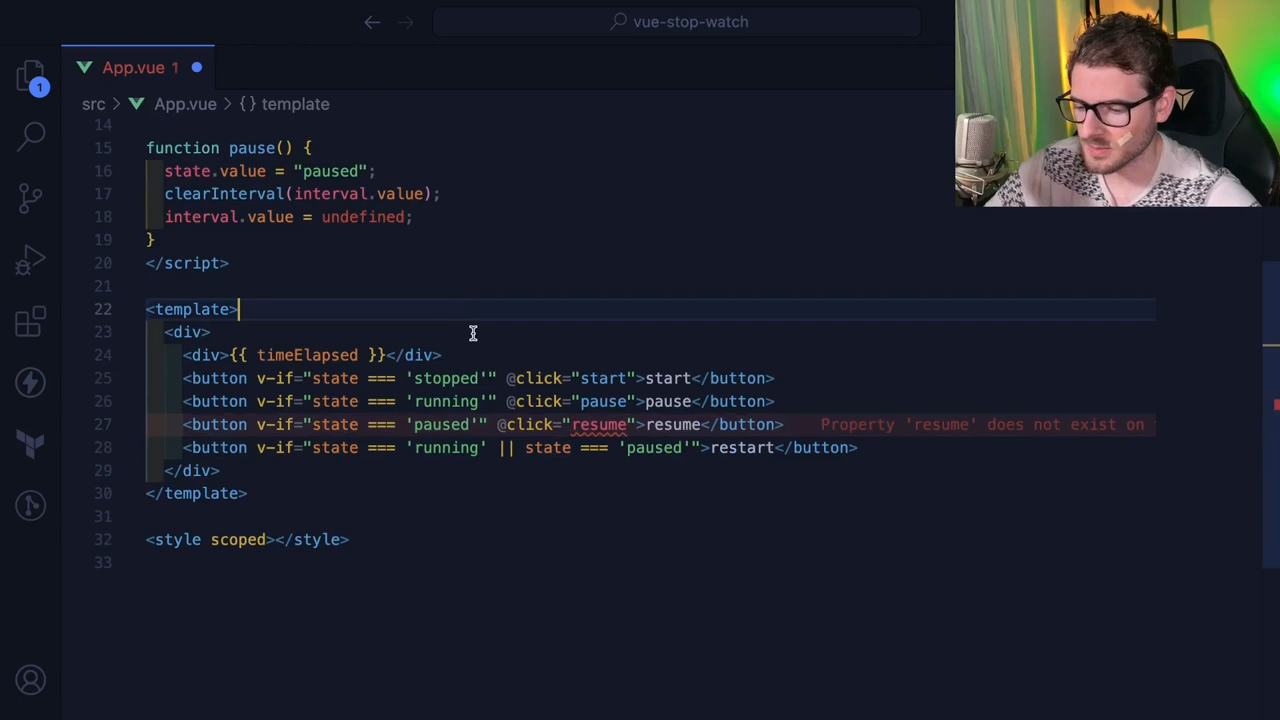 vue-stop-watch
1
App.vue 1
src > App.vue > {} template
14
15 function pause() {
16 state.value = "paused";
17 clearInterval(interval.value);
18 interval.value = undefined;
19 }
20 </script>
21
22 <template>
23 <div>
24 <div>{{ timeElapsed }}</div>
25 <button v-if="state === 'stopped'" @click="start">start</button>
26 <button v-if="state === 'running'" @click="pause">pause</button>
27 <button v-if="state === 'paused'" @click="resume">resume</button> Property 'resume' does not exist on
28 <button v-if="state === 'running' || state === 'paused'">restart</button>
29 </div>
30 </template>
31
32 <style scoped></style>
33